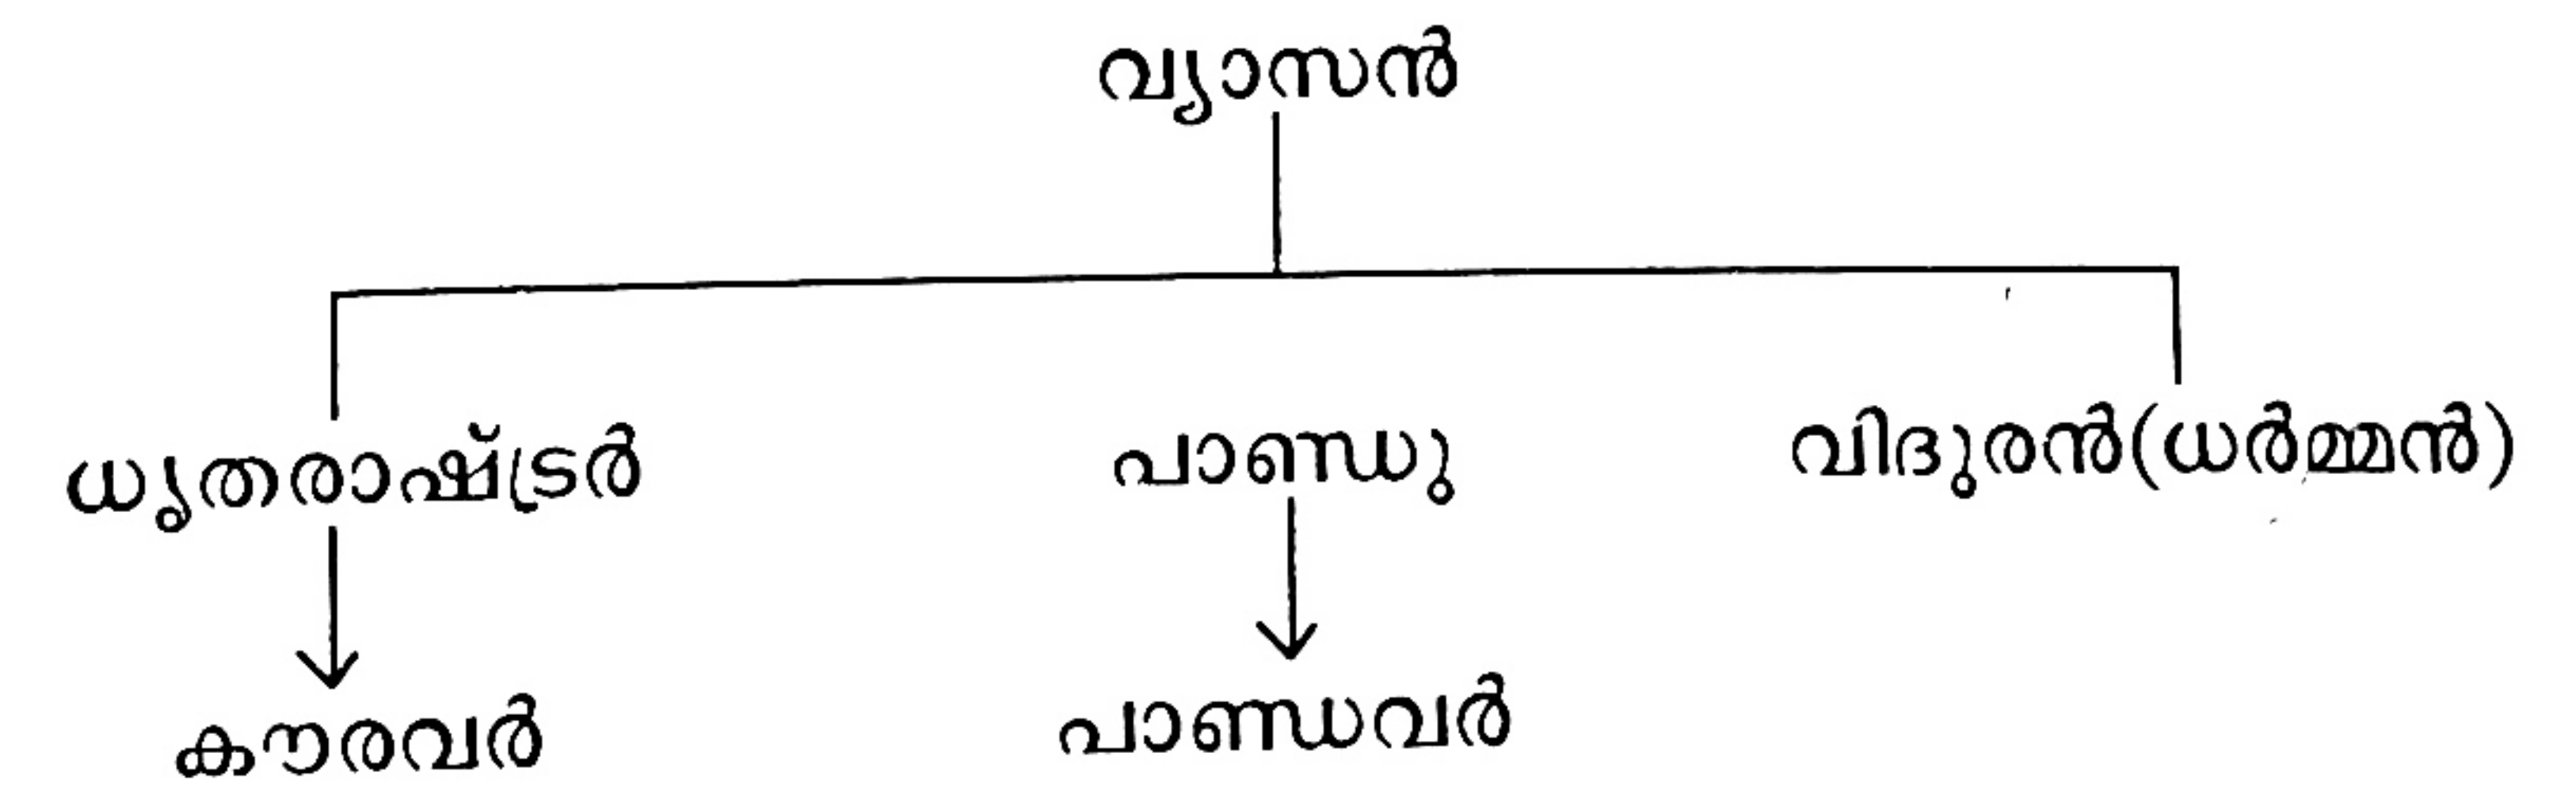 വ്യാസൻ
ധൃതരാഷ്ട്രർ പാണ്ഡു വിദുരൻ(ധർമ്മൻ)
കൗരവർ പാണ്ഡവർ